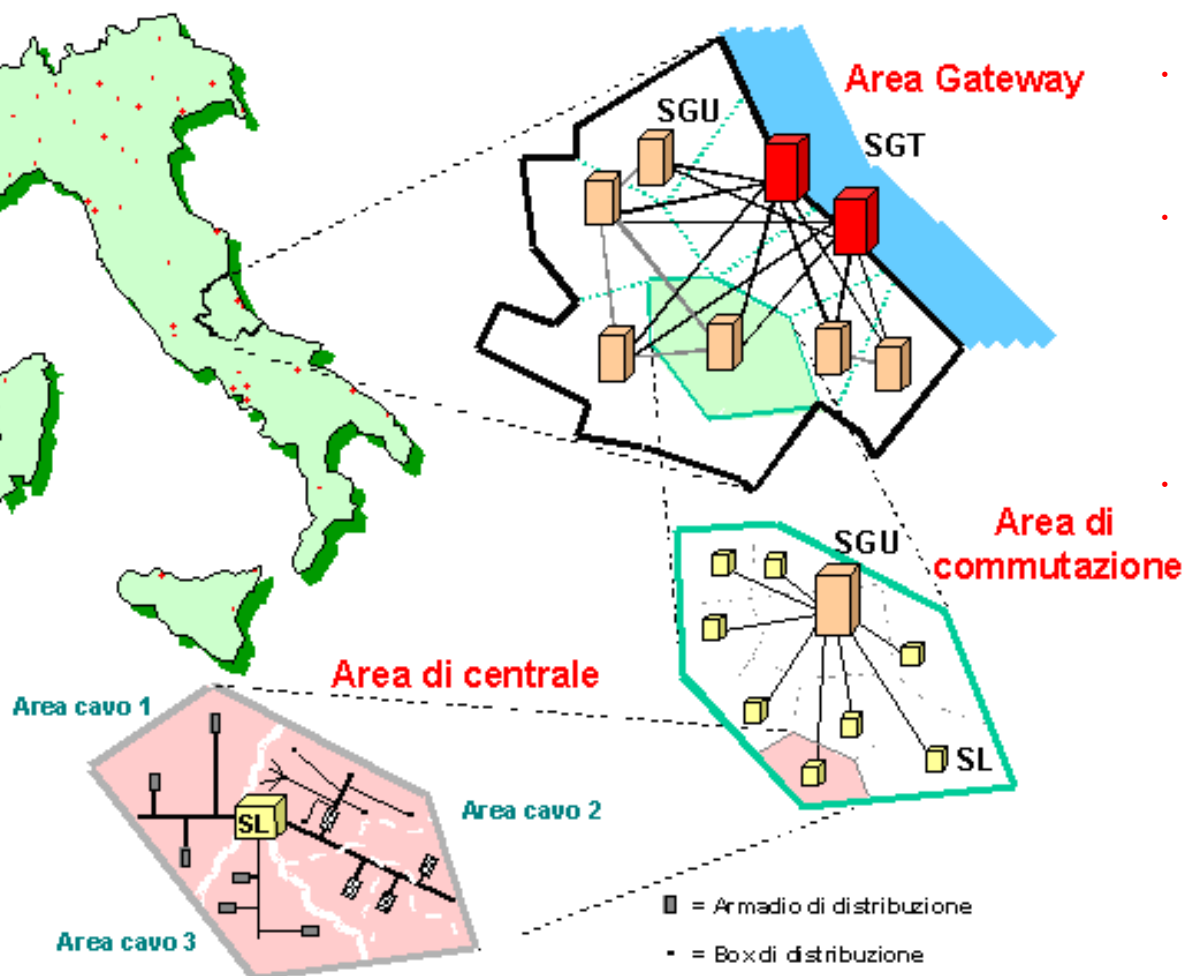 Area Gateway
SGU
SGT
Area di
commutazione
SGU
SL
Area di centrale
Area cavo 1
Area cavo 2
SL
Area cavo 3
= Armadio di distribuzione
= Box di distribuzione